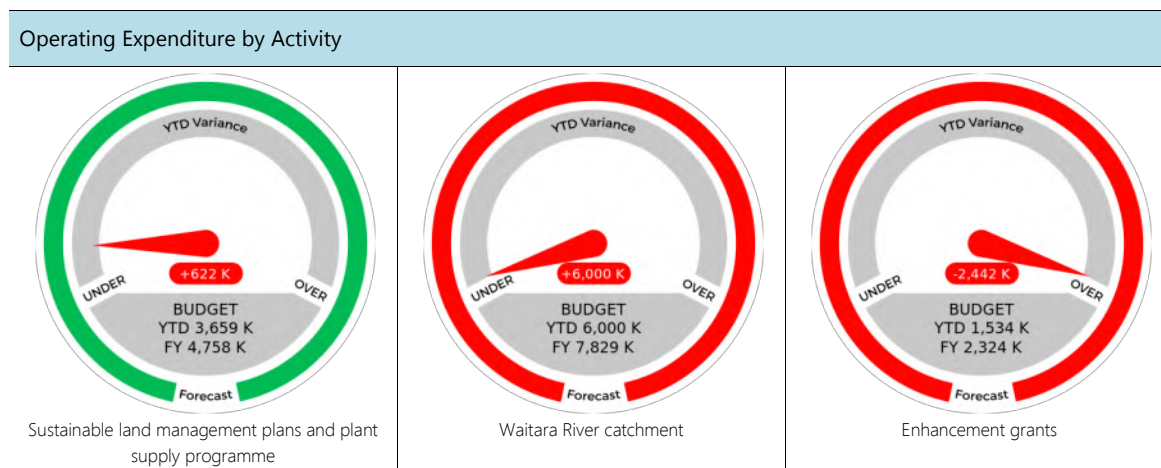 Operating Expenditure by Activity
YTD Variance
+622 K
UNDER
OVER
BUDGET
YTD 3,659 K
FY 4,758 K
Forecast
Sustainable land management plans and plant
supply programme
YTD Variance
+6,000 K
UNDER
OVER
BUDGET
YTD 6,000 K
FY 7,829 K
Forecast
Waitara River catchment
YTD Variance
-2,442 K
UNDER
OVER
BUDGET
YTD 1,534 K
FY 2,324 K
Forecast
Enhancement grants